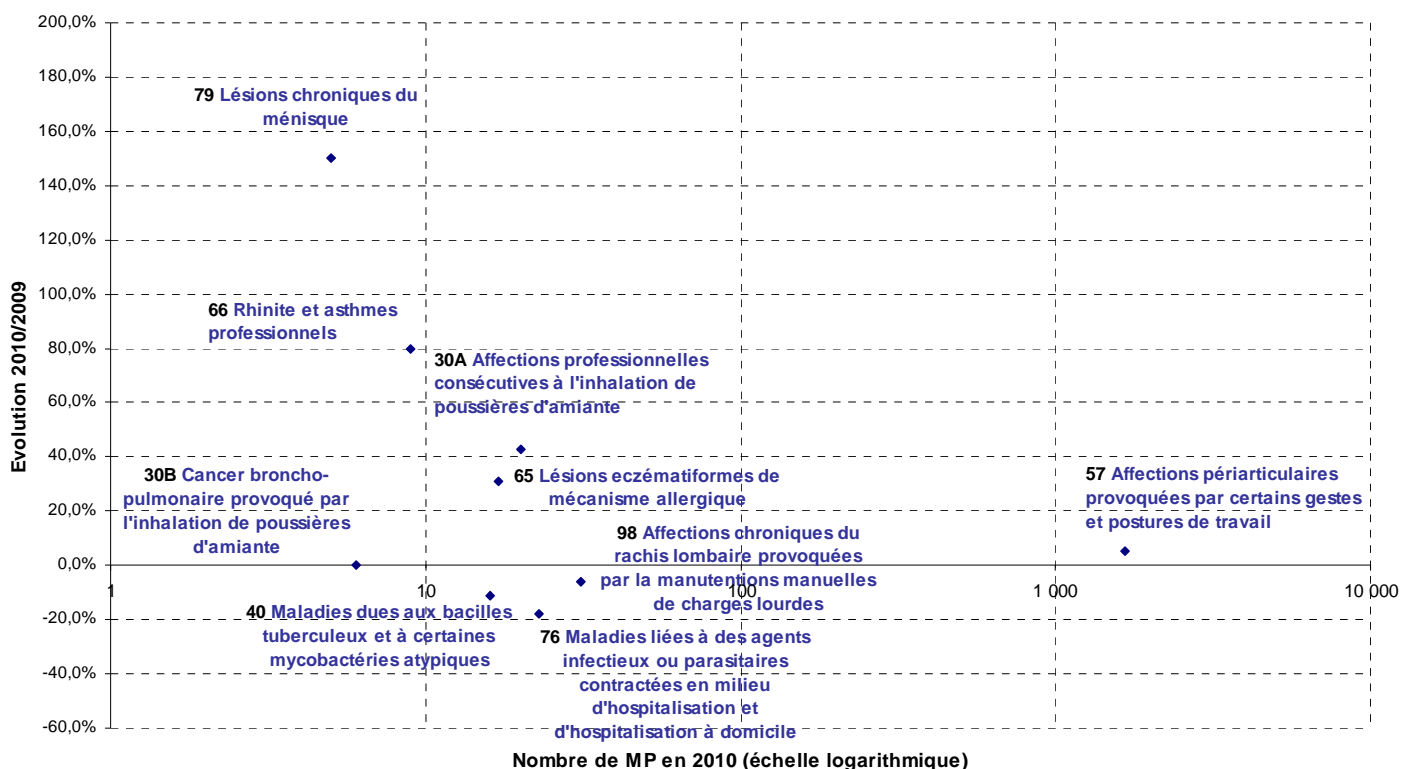 200,0%
180,0%
160,0%
140,0%
120,0%
100,0%
80,0%
60,0%
40,0%
20,0%
0,0%
-20,0%
-40,0%
-60,0%
Evolution 2010/2009
79 Lésions chroniques du
ménisque
66 Rhinite et asthmes
professionnels
30A Affections professionnelles
consécutives à l'inhalation de
poussières d'amiante
30B Cancer broncho-
pulmonaire provoqué par
l'inhalation de poussières
d'amiante
65 Lésions eczématiformes de
mécanisme allergique
57 Affections périarticulaires
provoquées par certains gestes
et postures de travail
98 Affections chroniques du
rachis lombaire provoquées
par la manutentions manuelles
de charges lourdes
40 Maladies dues aux bacilles
tuberculeux et à certaines
mycobactéries atypiques
76 Maladies liées à des agents
infectieux ou parasitaires
contractées en milieu
d'hospitalisation et
d'hospitalisation à domicile
1
10
100
1 000
10 000
Nombre de MP en 2010 (échelle logarithmique)